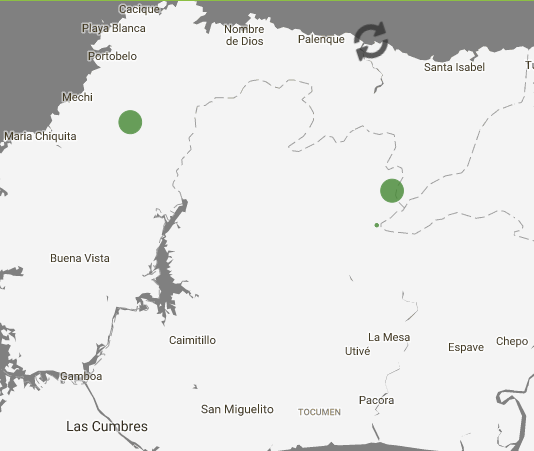 Cacique
Playa Blanca
Nombre
de Dios
Palenque
Portobelo
Santa Isabel
Mechi
Maria Chiquita
Buena Vista
Caimitillo
La Mesa
Utivé
Espave
Chepo
Gamboa
Pacora
San Miguelito
TOCUMEN
Las Cumbres